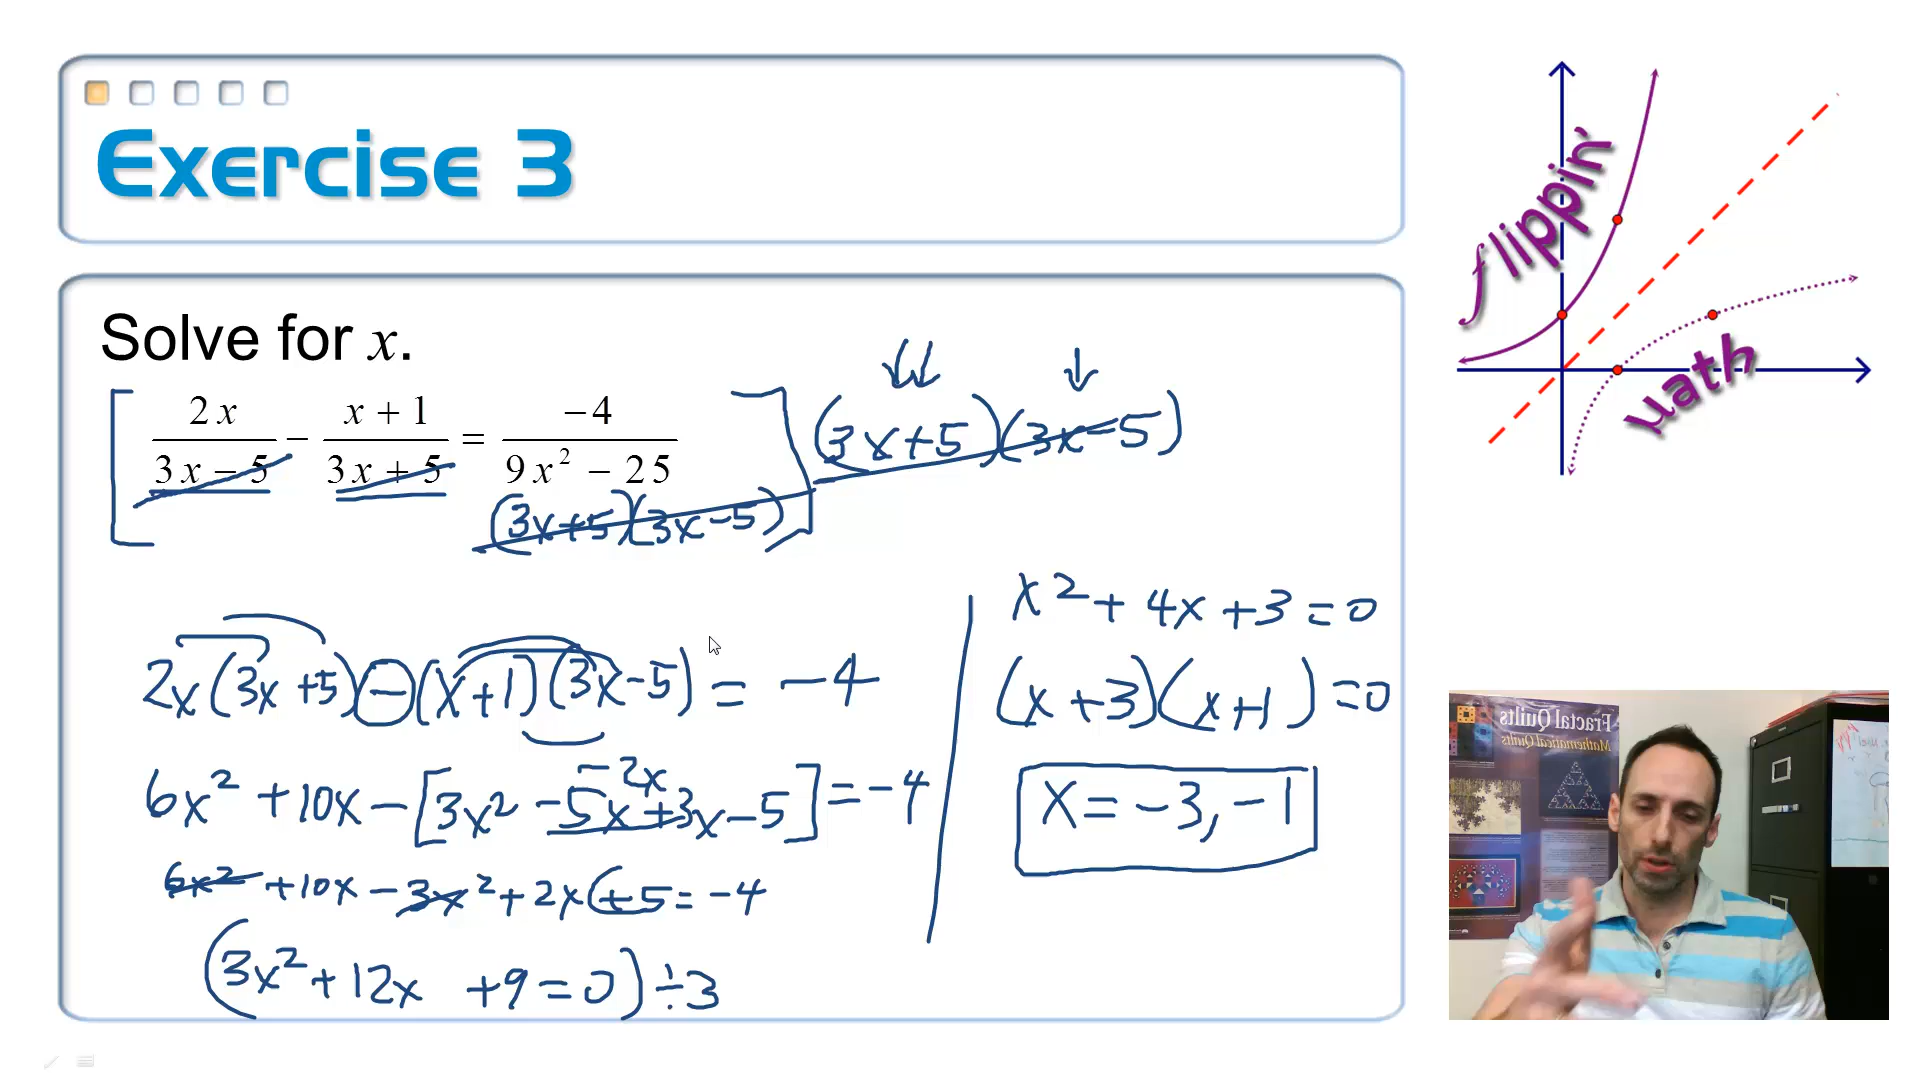 Exercise 3
Solve for x.
[2x/(3x − 5) − (x + 1)/(3x + 5) = −4/(9x² − 25)] (3x+5)(3x−5)
(3x+5)(3x−5)
2x(3x+5)−(x+1)(3x−5) = −4
−2x
6x² +10x −[3x² −5x+3x−5] = −4
6x² +10x −3x² +2x +5 = −4
(3x² + 12x +9 = 0) ÷3
x² + 4x +3 = 0
(x +3)(x+1) = 0
x = −3, −1
flippin'
math
Fractal Quilts
Mathematical Quilts